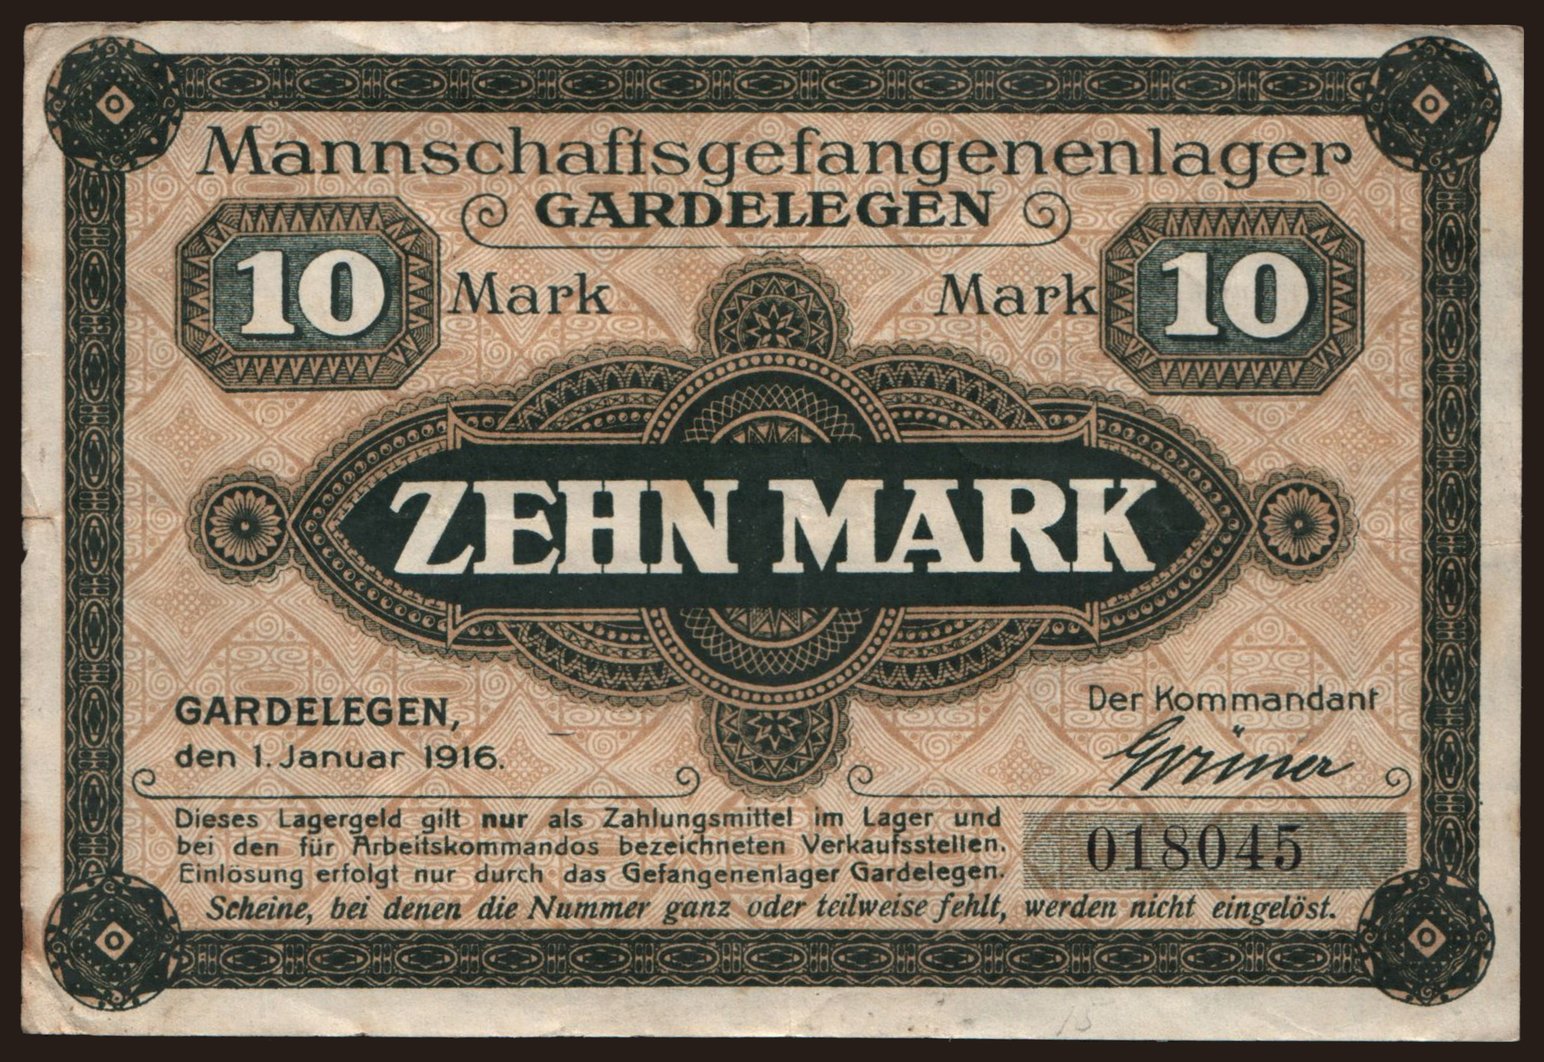 Mannschaftsgefangenenlager
GARDELEGEN
10 Mark Mark 10
ZEHN MARK
GARDELEGEN,
den 1. Januar 1916.
Der Kommandant
Grüner
Dieses Lagergeld gilt nur als Zahlungsmittel im Lager und
bei den für Arbeitskommandos bezeichneten Verkaufsstellen.
Einlösung erfolgt nur durch das Gefangenenlager Gardelegen.
018045
Scheine, bei denen die Nummer ganz oder teilweise fehlt, werden nicht eingelöst.